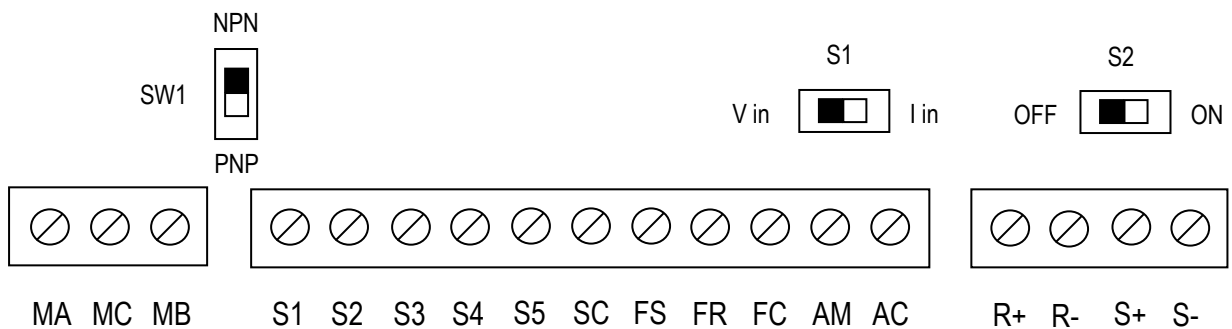 NPN
SW1
PNP
S1
V in
I in
S2
OFF
ON
MA MC MB S1 S2 S3 S4 S5 SC FS FR FC AM AC R+ R- S+ S-